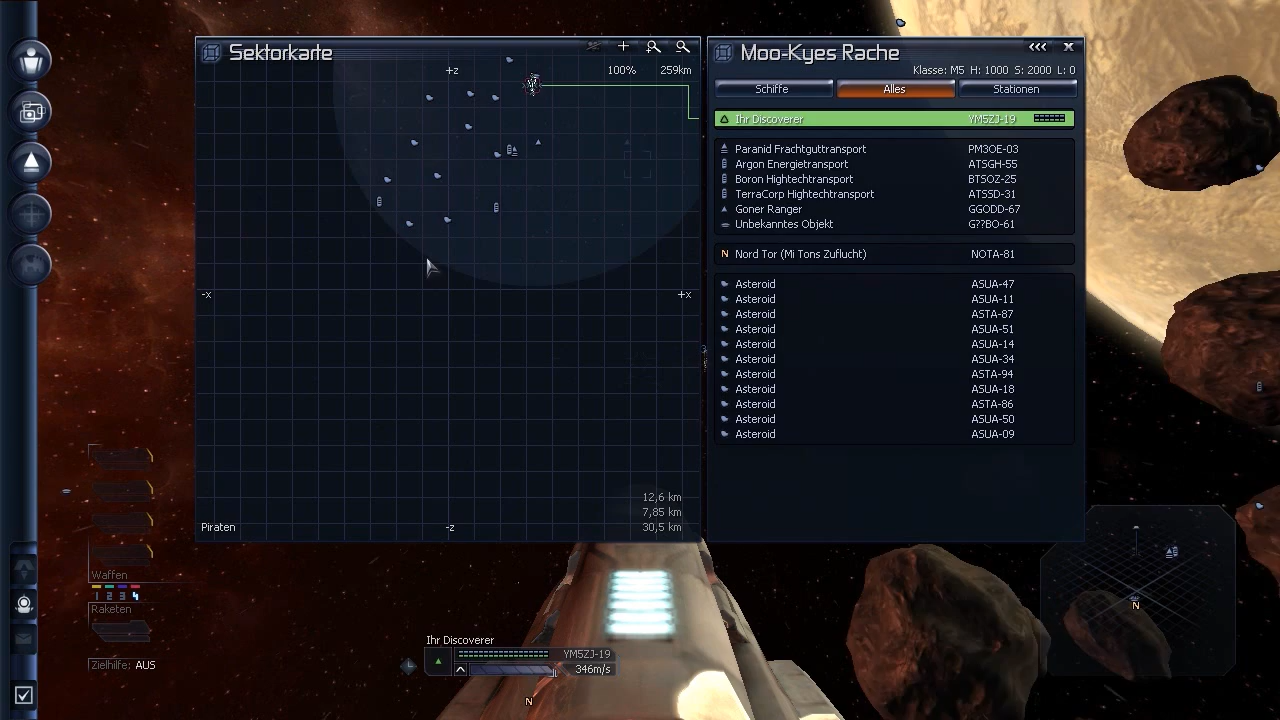 Sektorkarte
+z
100% 259km
-x
+x
12,6 km
7,85 km
Piraten
-z
30,5 km
Moo-Kyes Rache
Klasse: M5 H: 1000 S: 2000 L: 0
Schiffe
Alles
Stationen
Ihr Discoverer YM5ZJ-19
Paranid Frachtguttransport PM3OE-03
Argon Energietransport ATSGH-55
Boron Hightechtransport BTSOZ-25
TerraCorp Hightechtransport ATSSD-31
Goner Ranger GGODD-67
Unbekanntes Objekt G??BO-61
N Nord Tor (Mi Tons Zuflucht) NOTA-81
Asteroid ASUA-47
Asteroid ASUA-11
Asteroid ASTA-87
Asteroid ASUA-51
Asteroid ASUA-14
Asteroid ASUA-34
Asteroid ASTA-94
Asteroid ASUA-18
Asteroid ASTA-86
Asteroid ASUA-50
Asteroid ASUA-09
Waffen
1 2 3 4
Raketen
Zielhilfe: AUS
Ihr Discoverer
YM5ZJ-19
346m/s
N
N